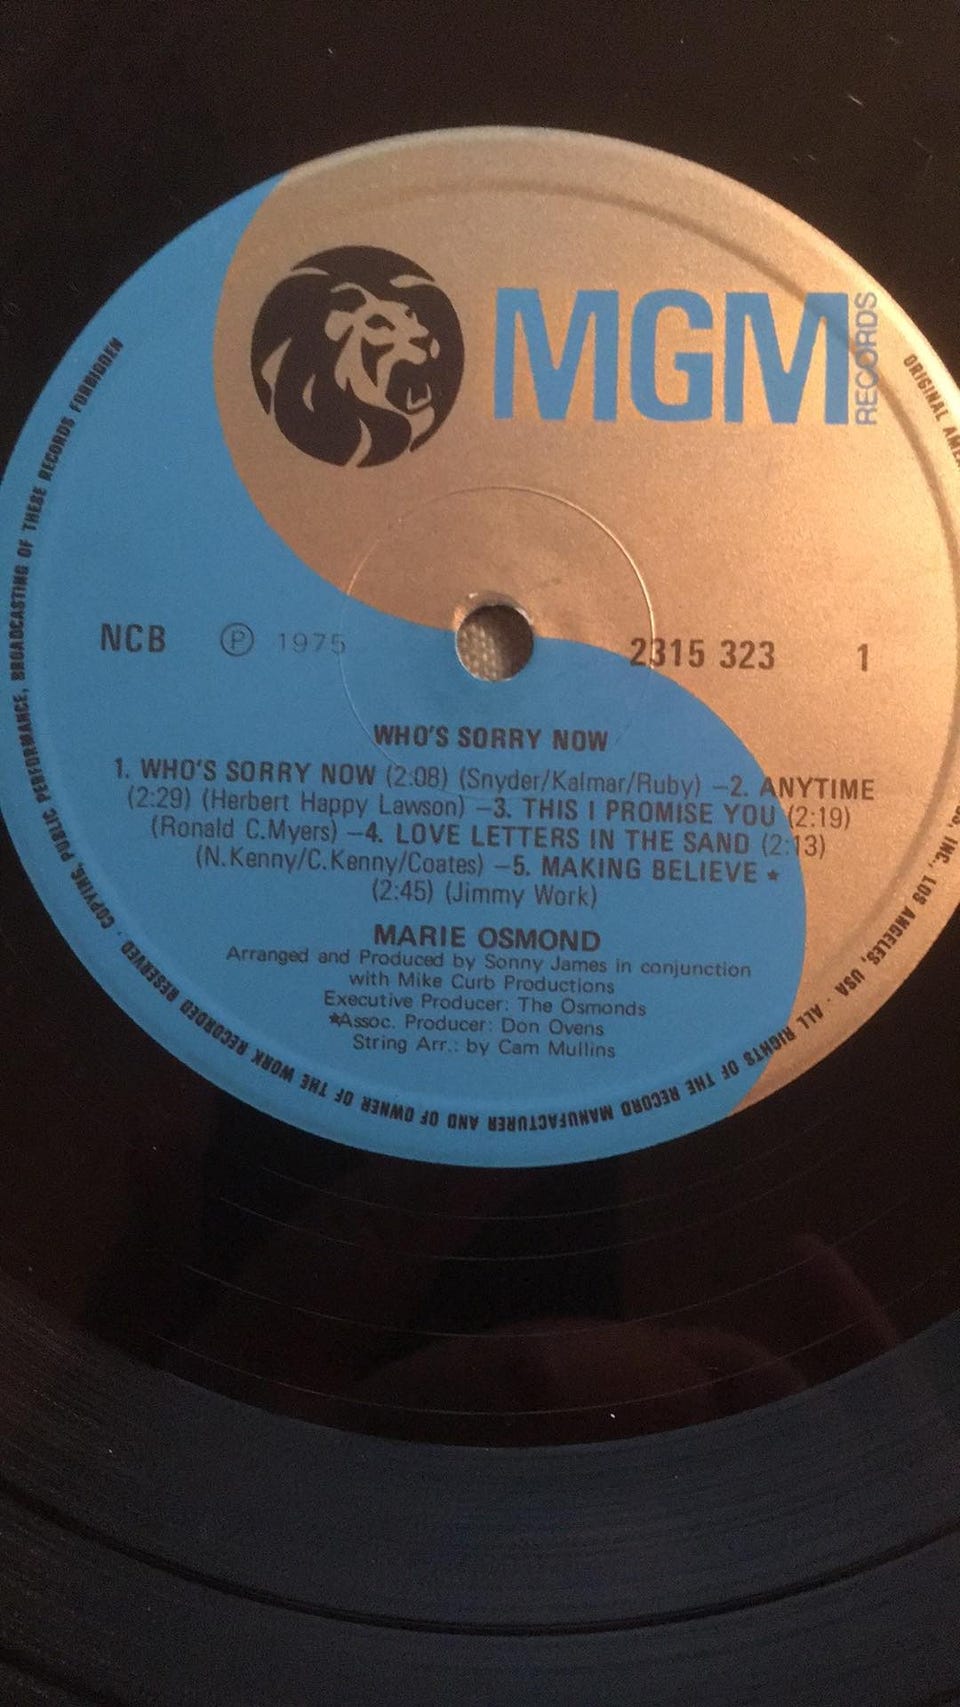 MGM
RECORDS
NCB Ⓟ 1975 2315 323 1
WHO'S SORRY NOW
1. WHO'S SORRY NOW (2:08) (Snyder/Kalmar/Ruby) –2. ANYTIME
(2:29) (Herbert Happy Lawson) –3. THIS I PROMISE YOU (2:19)
(Ronald C.Myers) –4. LOVE LETTERS IN THE SAND (2:13)
(N.Kenny/C.Kenny/Coates) –5. MAKING BELIEVE ★
(2:45) (Jimmy Work)
MARIE OSMOND
Arranged and Produced by Sonny James in conjunction
with Mike Curb Productions
Executive Producer: The Osmonds
★Assoc. Producer: Don Ovens
String Arr.: by Cam Mullins
ORIGINAL INC., LOS ANGELES, USA · ALL RIGHTS OF THE RECORD MANUFACTURER AND OF OWNER OF THE WORK RECORDED RESERVED · COPYING, PUBLIC PERFORMANCE, BROADCASTING OF THESE RECORDS FORBIDDEN